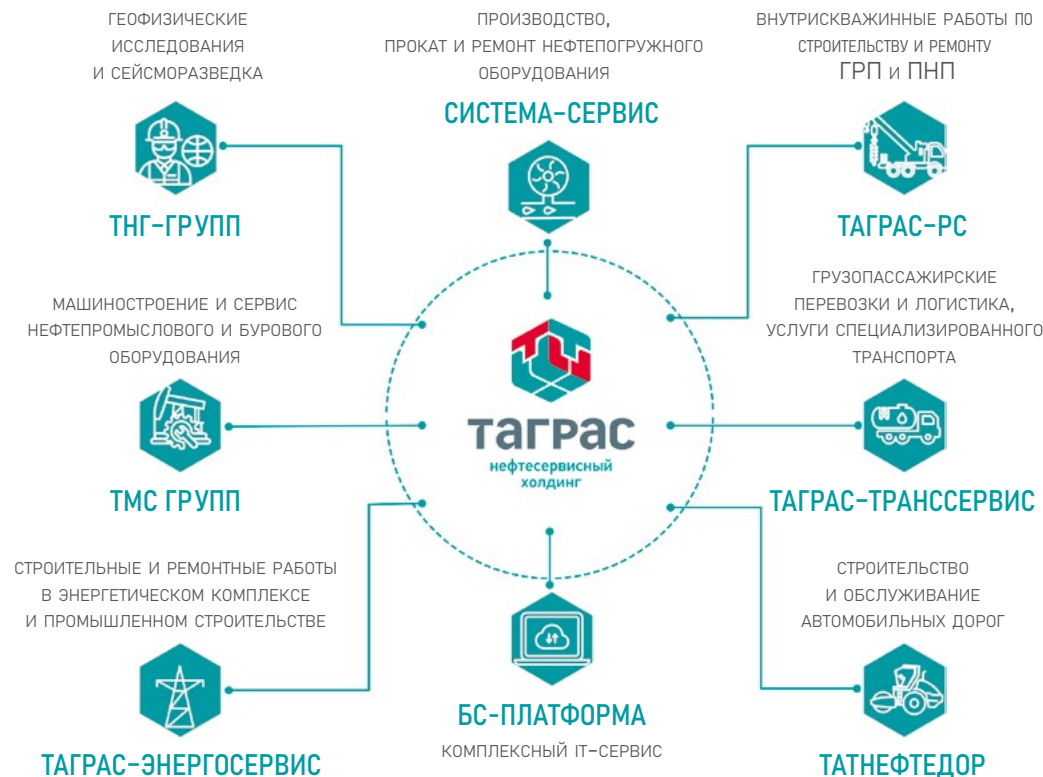 ГЕОФИЗИЧЕСКИЕ
ИССЛЕДОВАНИЯ
И СЕЙСМОРАЗВЕДКА
ТНГ-ГРУПП
ПРОИЗВОДСТВО,
ПРОКАТ И РЕМОНТ НЕФТЕПОГРУЖНОГО
ОБОРУДОВАНИЯ
СИСТЕМА-СЕРВИС
ВНУТРИСКВАЖИННЫЕ РАБОТЫ ПО
СТРОИТЕЛЬСТВУ И РЕМОНТУ
ГРП И ПНП
ТАГРАС-РС
МАШИНОСТРОЕНИЕ И СЕРВИС
НЕФТЕПРОМЫСЛОВОГО И БУРОВОГО
ОБОРУДОВАНИЯ
ТМС ГРУПП
таграс
нефтесервисный
холдинг
ГРУЗОПАССАЖИРСКИЕ
ПЕРЕВОЗКИ И ЛОГИСТИКА,
УСЛУГИ СПЕЦИАЛИЗИРОВАННОГО
ТРАНСПОРТА
ТАГРАС-ТРАНССЕРВИС
СТРОИТЕЛЬНЫЕ И РЕМОНТНЫЕ РАБОТЫ
В ЭНЕРГЕТИЧЕСКОМ КОМПЛЕКСЕ
И ПРОМЫШЛЕННОМ СТРОИТЕЛЬСТВЕ
ТАГРАС-ЭНЕРГОСЕРВИС
БС-ПЛАТФОРМА
КОМПЛЕКСНЫЙ IT-СЕРВИС
СТРОИТЕЛЬСТВО
И ОБСЛУЖИВАНИЕ
АВТОМОБИЛЬНЫХ ДОРОГ
ТАТНЕФТЕДОР